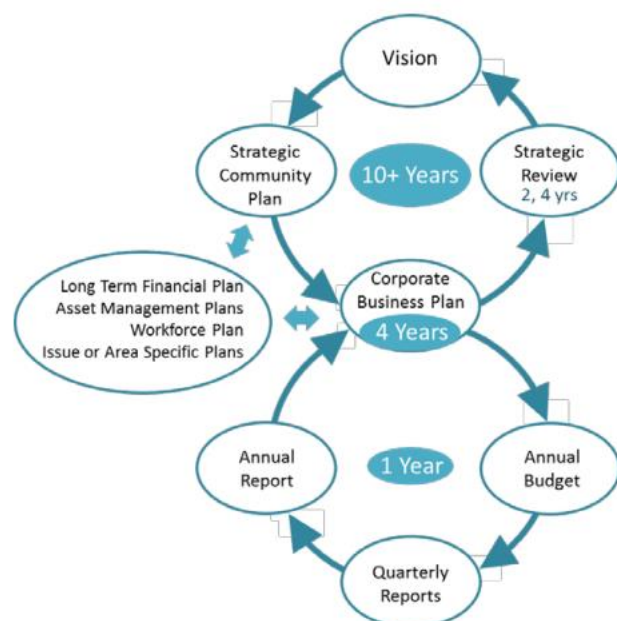 Vision
Strategic
Community
Plan
10+ Years
Strategic
Review
2, 4 yrs
Long Term Financial Plan
Asset Management Plans
Workforce Plan
Issue or Area Specific Plans
Corporate
Business Plan
4 Years
Annual
Report
1 Year
Annual
Budget
Quarterly
Reports